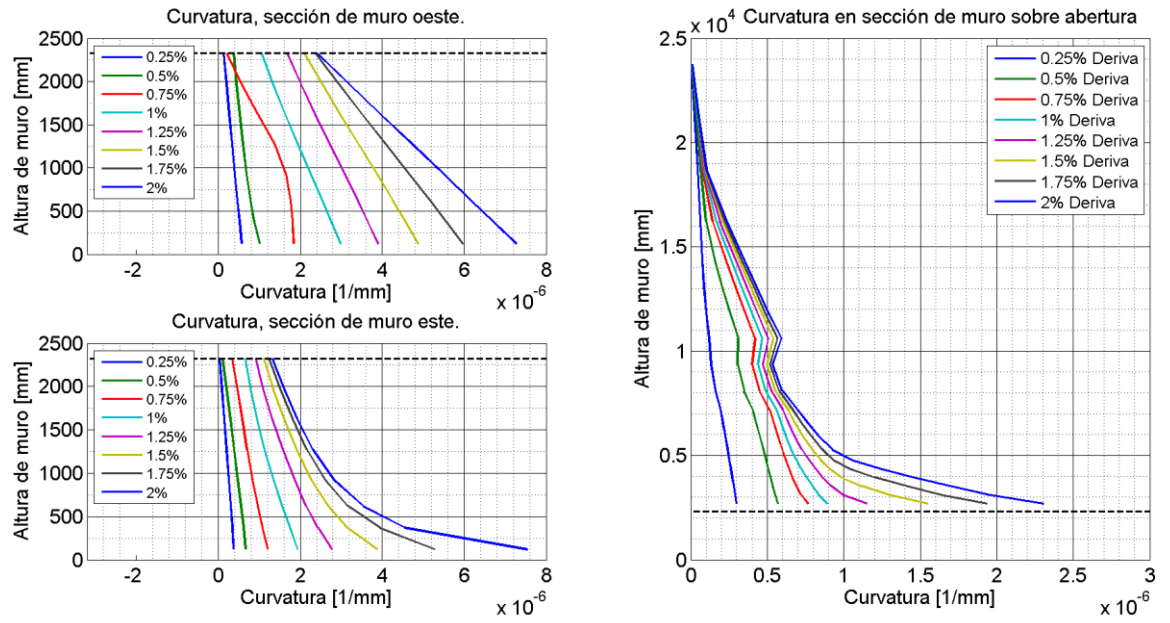 Curvatura, sección de muro oeste.
Altura de muro [mm]
2500
2000
1500
1000
500
0
0.25%
0.5%
0.75%
1%
1.25%
1.5%
1.75%
2%
-2 0 2 4 6 8
Curvatura [1/mm]
x 10⁻⁶
Curvatura, sección de muro este.
Altura de muro [mm]
2500
2000
1500
1000
500
0
0.25%
0.5%
0.75%
1%
1.25%
1.5%
1.75%
2%
-2 0 2 4 6 8
Curvatura [1/mm]
x 10⁻⁶
x 10⁴ Curvatura en sección de muro sobre abertura
Altura de muro [mm]
2.5
2
1.5
1
0.5
0
0.25% Deriva
0.5% Deriva
0.75% Deriva
1% Deriva
1.25% Deriva
1.5% Deriva
1.75% Deriva
2% Deriva
0 0.5 1 1.5 2 2.5 3
Curvatura [1/mm]
x 10⁻⁶